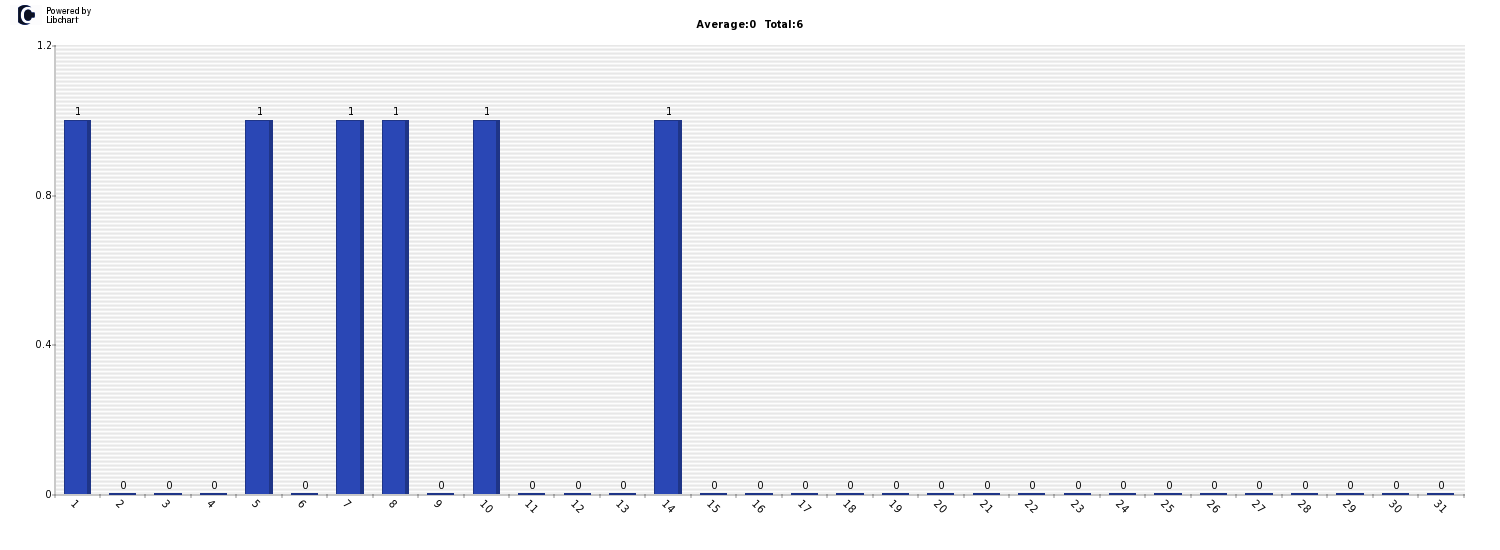 Powered by
Libchart
Average:0 Total:6
1.2
1 1 1 1 1 1
0.8
0.4
0 0 0 0 0 0 0 0 0 0 0 0 0 0 0 0 0 0 0 0 0 0 0 0 0
0
1 2 3 4 5 6 7 8 9 10 11 12 13 14 15 16 17 18 19 20 21 22 23 24 25 26 27 28 29 30 31